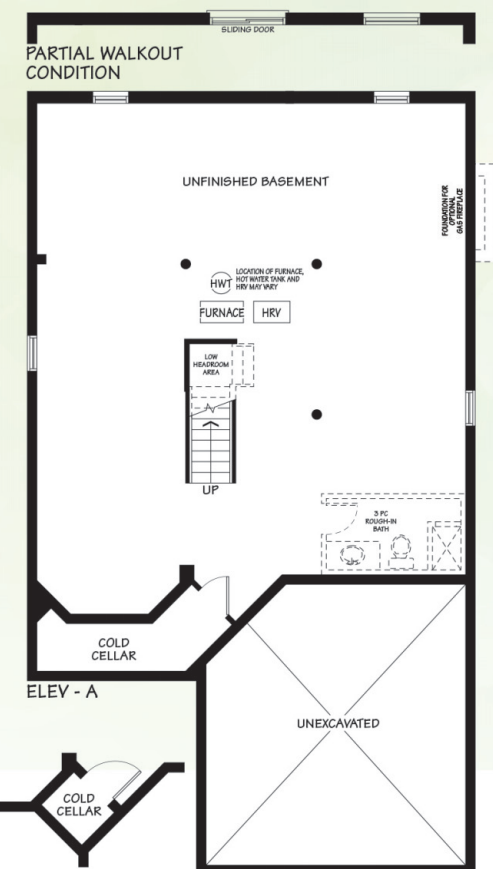 SLIDING DOOR
PARTIAL WALKOUT
CONDITION
UNFINISHED BASEMENT
FOUNDATION FOR
OPTIONAL
GAS FIREPLACE
HWT
LOCATION OF FURNACE,
HOT WATER TANK AND
HRV MAY VARY
FURNACE
HRV
LOW
HEADROOM
AREA
UP
3 PC
ROUGH-IN
BATH
COLD
CELLAR
ELEV - A
UNEXCAVATED
COLD
CELLAR